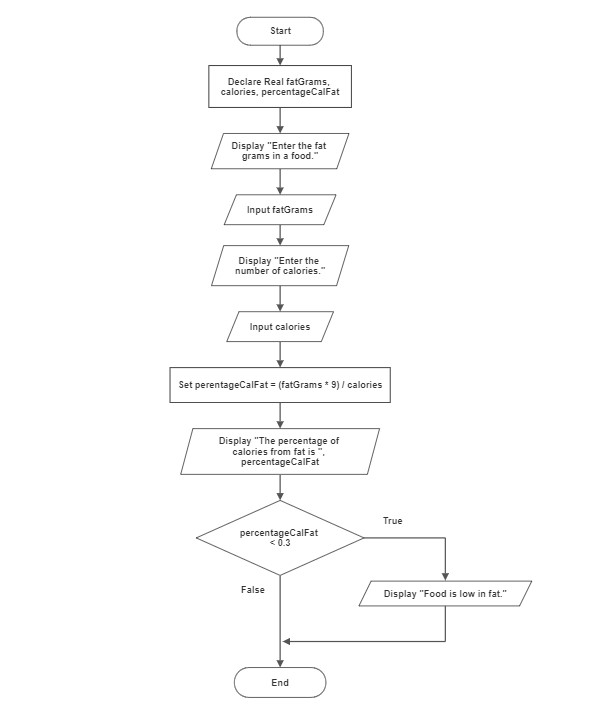 Start
Declare Real fatGrams,
calories, percentageCalFat
Display "Enter the fat
grams in a food."
Input fatGrams
Display "Enter the
number of calories."
Input calories
Set perentageCalFat = (fatGrams * 9) / calories
Display "The percentage of
calories from fat is ",
percentageCalFat
percentageCalFat
< 0.3
True
False
Display "Food is low in fat."
End